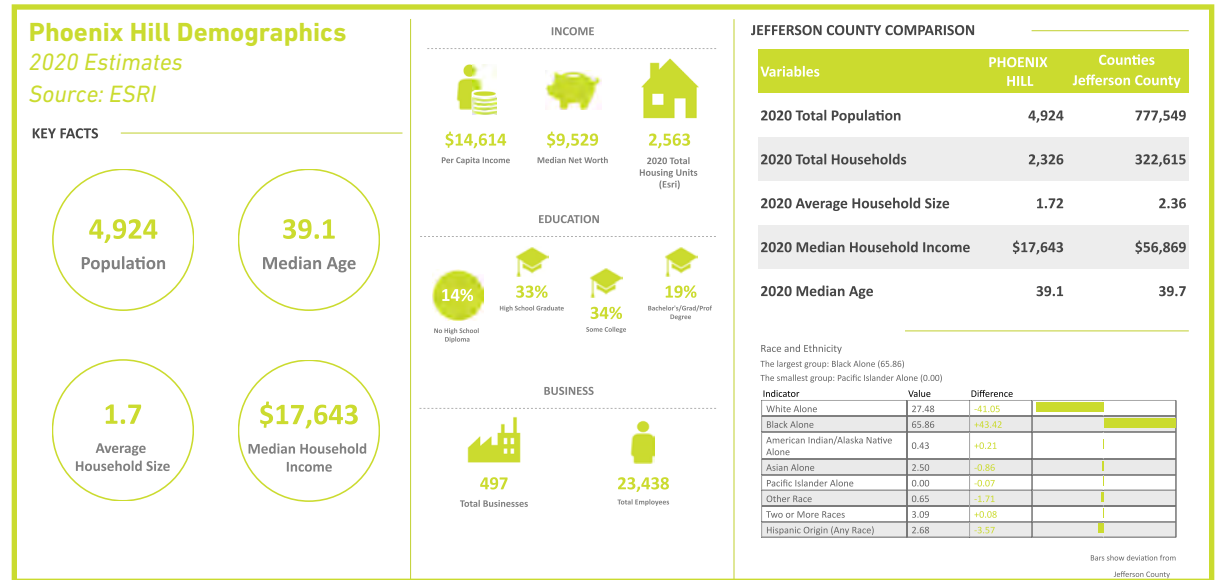 Phoenix Hill Demographics
2020 Estimates
Source: ESRI
KEY FACTS
4,924
Population
39.1
Median Age
1.7
Average
Household Size
$17,643
Median Household
Income
INCOME
$14,614
Per Capita Income
$9,529
Median Net Worth
2,563
2020 Total
Housing Units
(Esri)
EDUCATION
14%
No High School
Diploma
33%
High School Graduate
34%
Some College
19%
Bachelor's/Grad/Prof
Degree
BUSINESS
497
Total Businesses
23,438
Total Employees
JEFFERSON COUNTY COMPARISON
Variables PHOENIX HILL Counties Jefferson County
2020 Total Population 4,924 777,549
2020 Total Households 2,326 322,615
2020 Average Household Size 1.72 2.36
2020 Median Household Income $17,643 $56,869
2020 Median Age 39.1 39.7
Race and Ethnicity
The largest group: Black Alone (65.86)
The smallest group: Pacific Islander Alone (0.00)
Indicator Value Difference
White Alone 27.48 -41.05
Black Alone 65.86 +43.42
American Indian/Alaska Native
Alone 0.43 +0.21
Asian Alone 2.50 -0.86
Pacific Islander Alone 0.00 -0.07
Other Race 0.65 -1.71
Two or More Races 3.09 +0.08
Hispanic Origin (Any Race) 2.68 -3.57
Bars show deviation from
Jefferson County